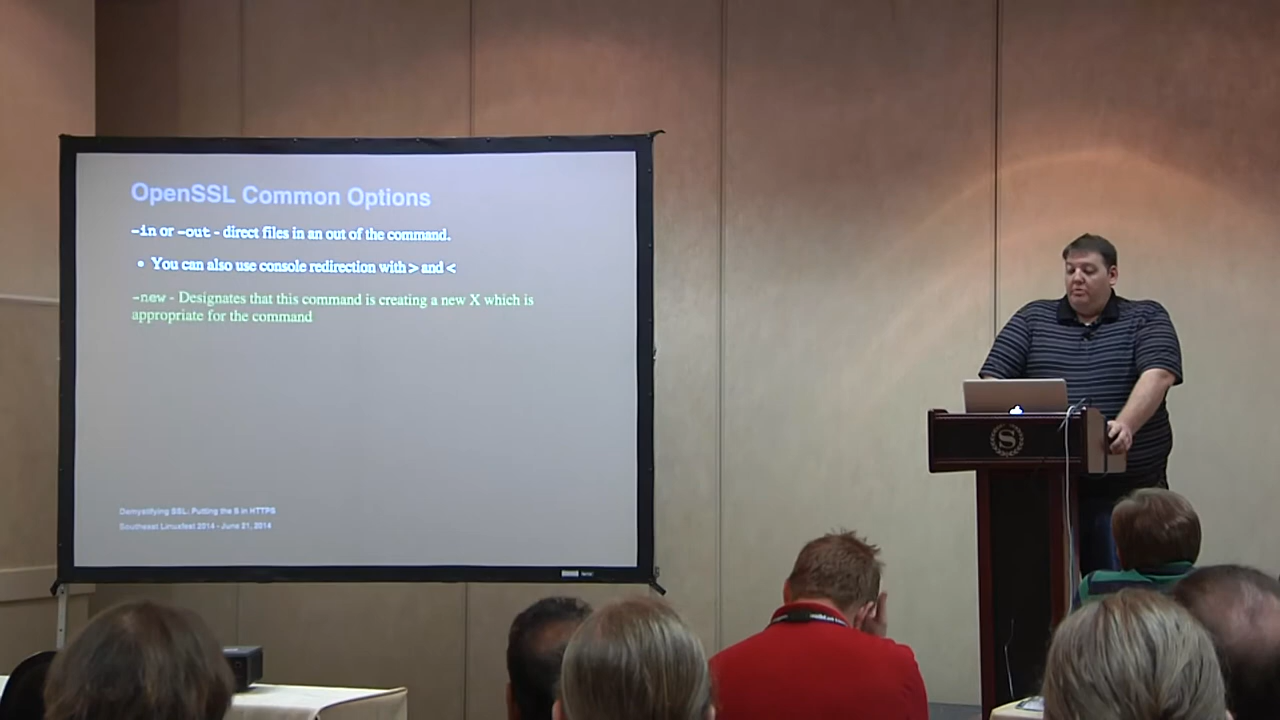 OpenSSL Common Options
-in or -out - direct files in an out of the command.
• You can also use console redirection with > and <
-new - Designates that this command is creating a new X which is
appropriate for the command
Demystifying SSL: Putting the S in HTTPS
Southeast Linuxfest 2014 - June 21, 2014
S